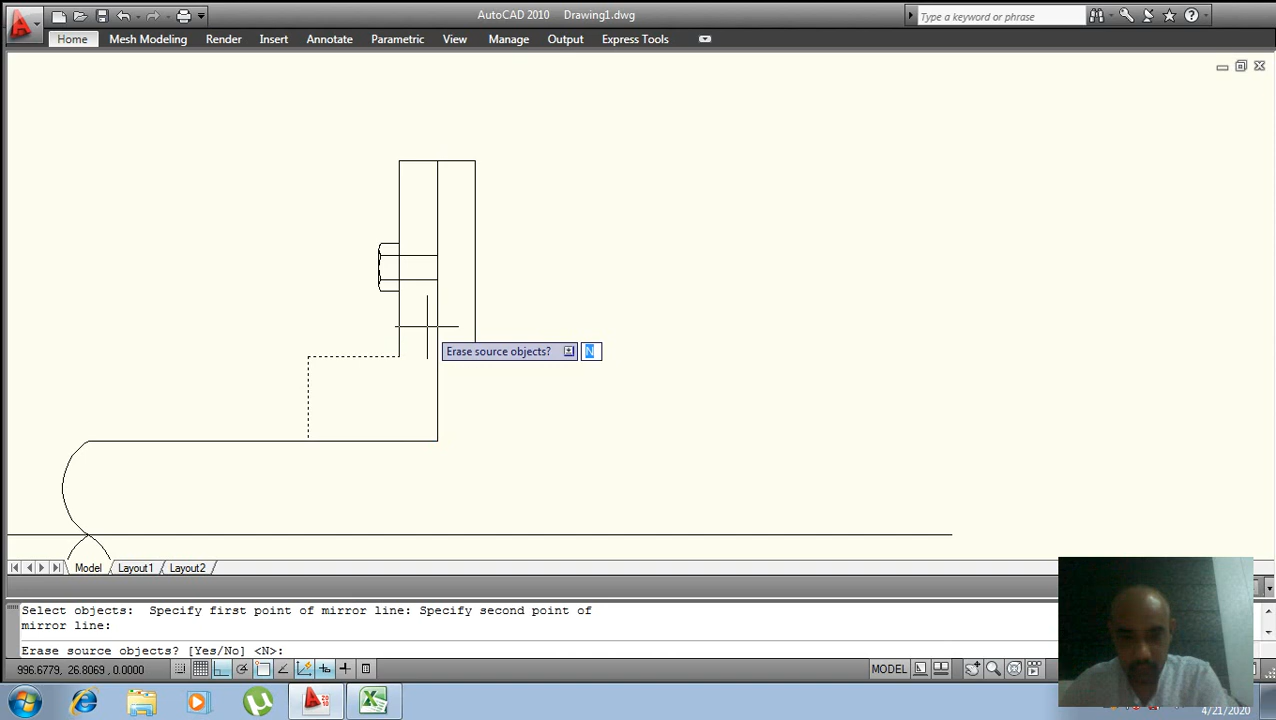 AutoCAD 2010 Drawing1.dwg
Type a keyword or phrase
Home Mesh Modeling Render Insert Annotate Parametric View Manage Output Express Tools
Erase source objects? N
Model Layout1 Layout2
Select objects: Specify first point of mirror line: Specify second point of
mirror line:
Erase source objects? [Yes/No] <N>:
996.6779, 26.8069, 0.0000 MODEL
4/21/2020